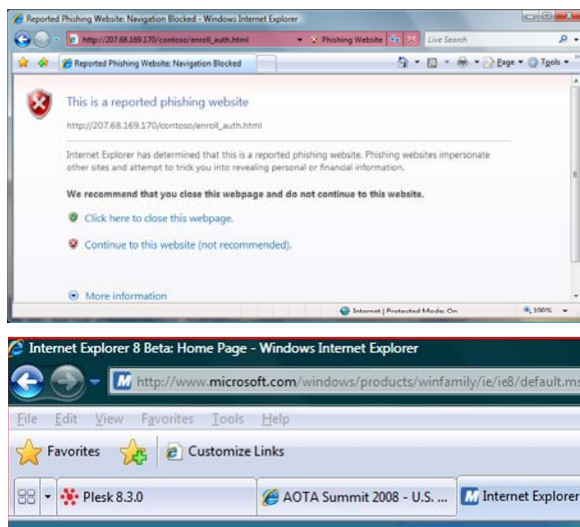 Reported Phishing Website: Navigation Blocked - Windows Internet Explorer
http://207.68.169.170/contoso/enroll_auth.html Phishing Website Live Search
Reported Phishing Website: Navigation Blocked Page Tools
This is a reported phishing website
http://207.68.169.170/contoso/enroll_auth.html
Internet Explorer has determined that this is a reported phishing website. Phishing websites impersonate
other sites and attempt to trick you into revealing personal or financial information.
We recommend that you close this webpage and do not continue to this website.
Click here to close this webpage.
Continue to this website (not recommended).
More information
Internet | Protected Mode: On 100%
Internet Explorer 8 Beta: Home Page - Windows Internet Explorer
http://www.microsoft.com/windows/products/winfamily/ie/ie8/default.ms
File Edit View Favorites Tools Help
Favorites Customize Links
Plesk 8.3.0 AOTA Summit 2008 - U.S. ... Internet Explorer